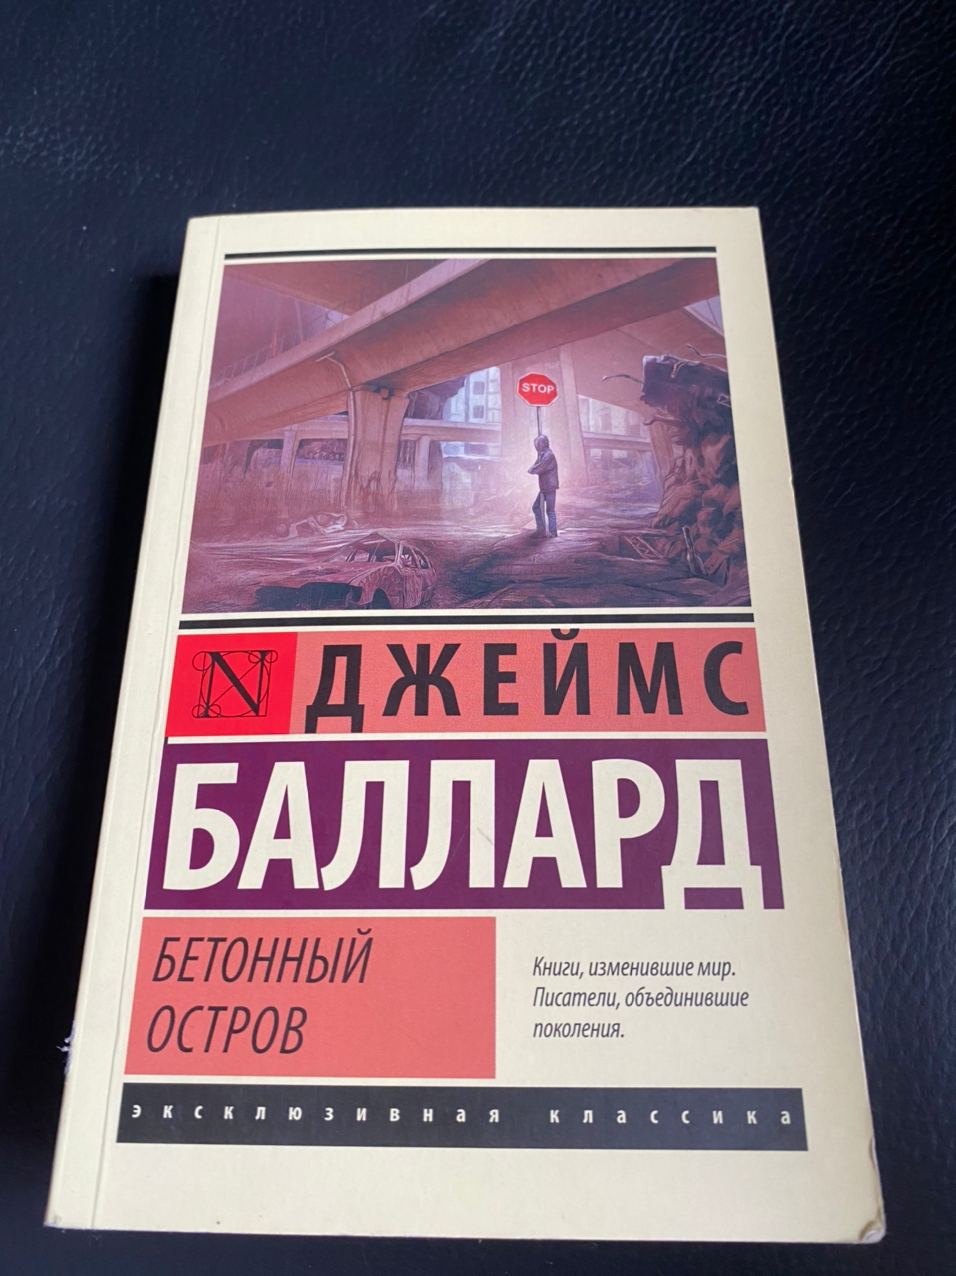 STOP
N
ДЖЕЙМС
БАЛЛАРД
БЕТОННЫЙ
ОСТРОВ
Книги, изменившие мир.
Писатели, объединившие
поколения.
эксклюзивная классика